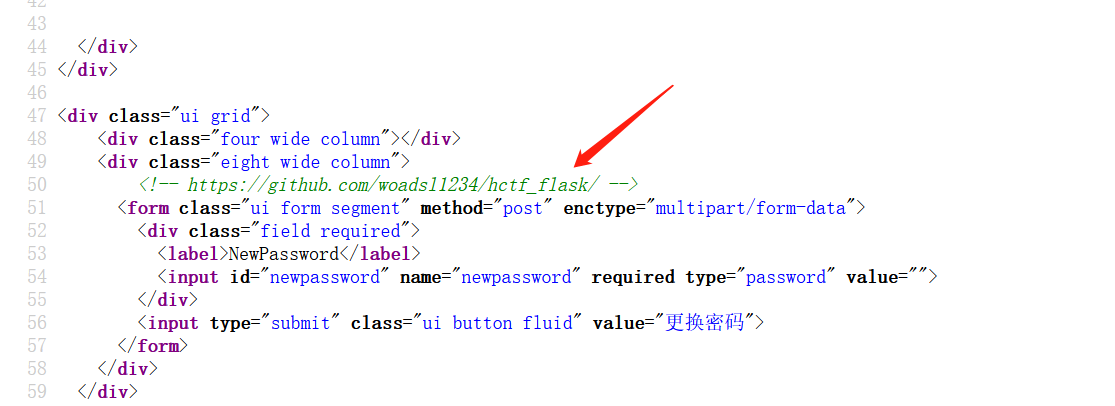 42
43
44 </div>
45 </div>
46
47 <div class="ui grid">
48 <div class="four wide column"></div>
49 <div class="eight wide column">
50 <!-- https://github.com/woadsl1234/hctf_flask/ -->
51 <form class="ui form segment" method="post" enctype="multipart/form-data">
52 <div class="field required">
53 <label>NewPassword</label>
54 <input id="newpassword" name="newpassword" required type="password" value="">
55 </div>
56 <input type="submit" class="ui button fluid" value="更换密码">
57 </form>
58 </div>
59 </div>